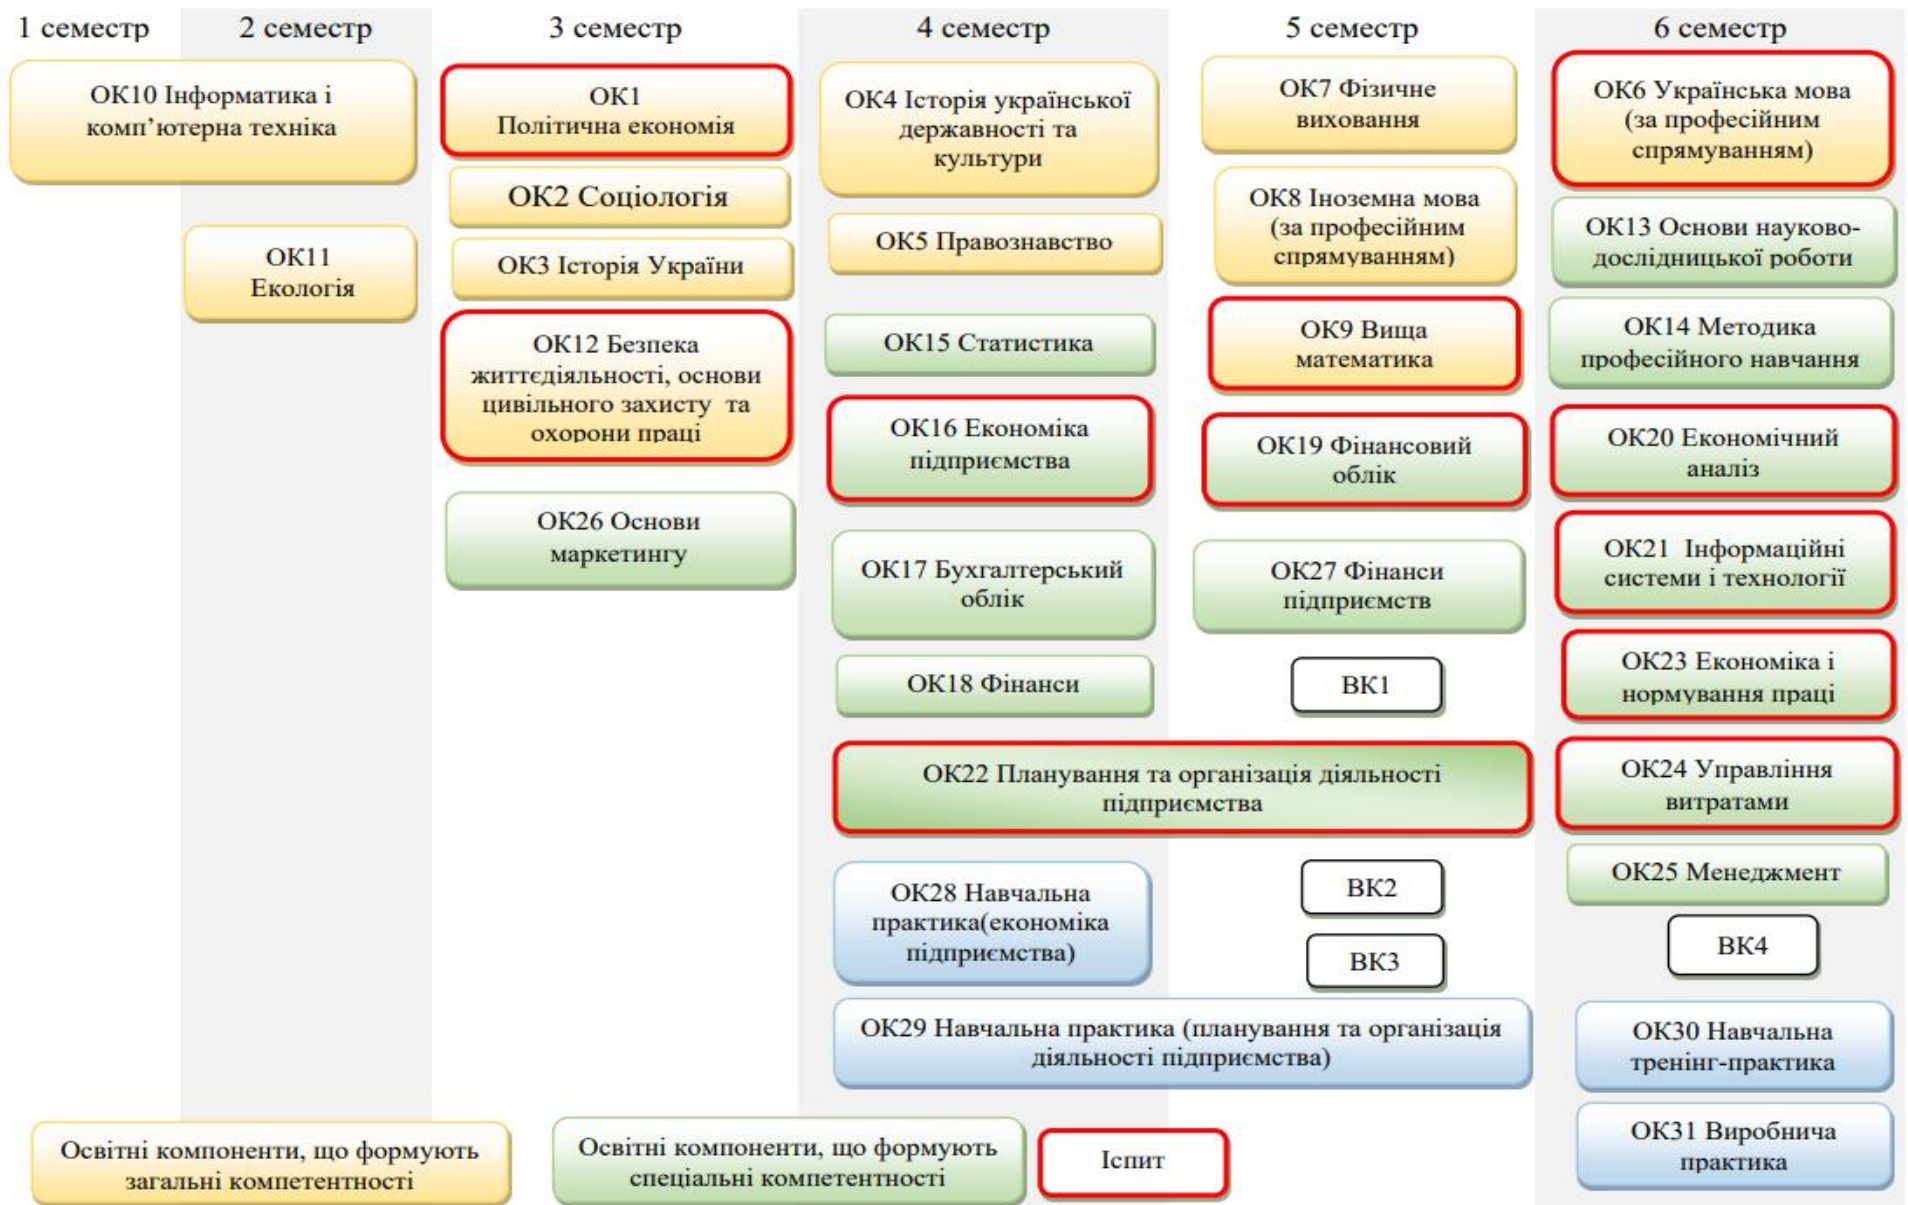 1 семестр
2 семестр
3 семестр
4 семестр
5 семестр
6 семестр
ОК10 Інформатика і
комп’ютерна техніка
ОК11
Екологія
ОК1
Політична економія
ОК2 Соціологія
ОК3 Історія України
ОК12 Безпека
життєдіяльності, основи
цивільного захисту та
охорони праці
ОК26 Основи
маркетингу
ОК4 Історія української
державності та
культури
ОК5 Правознавство
ОК15 Статистика
ОК16 Економіка
підприємства
ОК17 Бухгалтерський
облік
ОК18 Фінанси
ОК22 Планування та організація діяльності
підприємства
ОК28 Навчальна
практика(економіка
підприємства)
ОК29 Навчальна практика (планування та організація
діяльності підприємства)
ОК7 Фізичне
виховання
ОК8 Іноземна мова
(за професійним
спрямуванням)
ОК9 Вища
математика
ОК19 Фінансовий
облік
ОК27 Фінанси
підприємств
ВК1
ВК2
ВК3
ОК6 Українська мова
(за професійним
спрямуванням)
ОК13 Основи науково-
дослідницької роботи
ОК14 Методика
професійного навчання
ОК20 Економічний
аналіз
ОК21 Інформаційні
системи і технології
ОК23 Економіка і
нормування праці
ОК24 Управління
витратами
ОК25 Менеджмент
ВК4
ОК30 Навчальна
тренінг-практика
ОК31 Виробнича
практика
Освітні компоненти, що формують
загальні компетентності
Освітні компоненти, що формують
спеціальні компетентності
Іспит